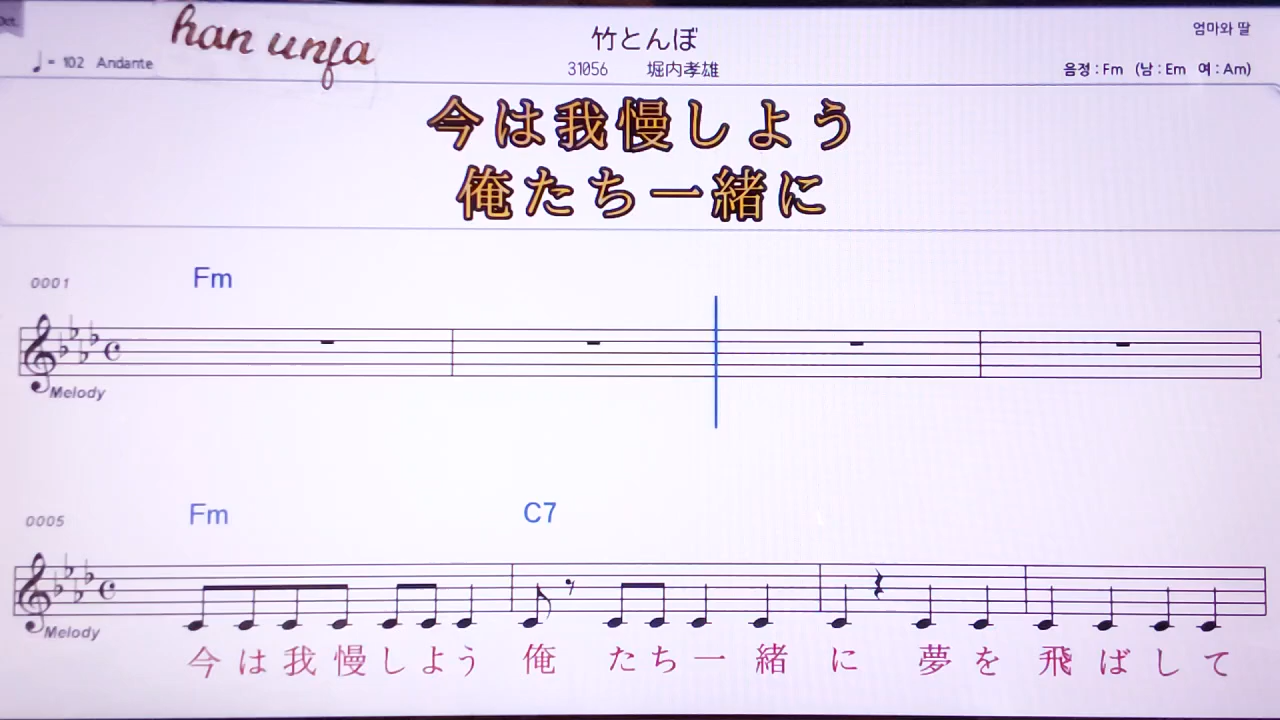 Oct.
han unfa
竹とんぼ
엄마와 딸
♩= 102 Andante
31056 堀内孝雄
음정 : Fm (남 : Em 여 : Am)
今は我慢しよう
俺たち一緒に
0001
Fm
Melody
0005
Fm C7
Melody
今は我慢しよう 俺 たち一緒に 夢を飛ばして